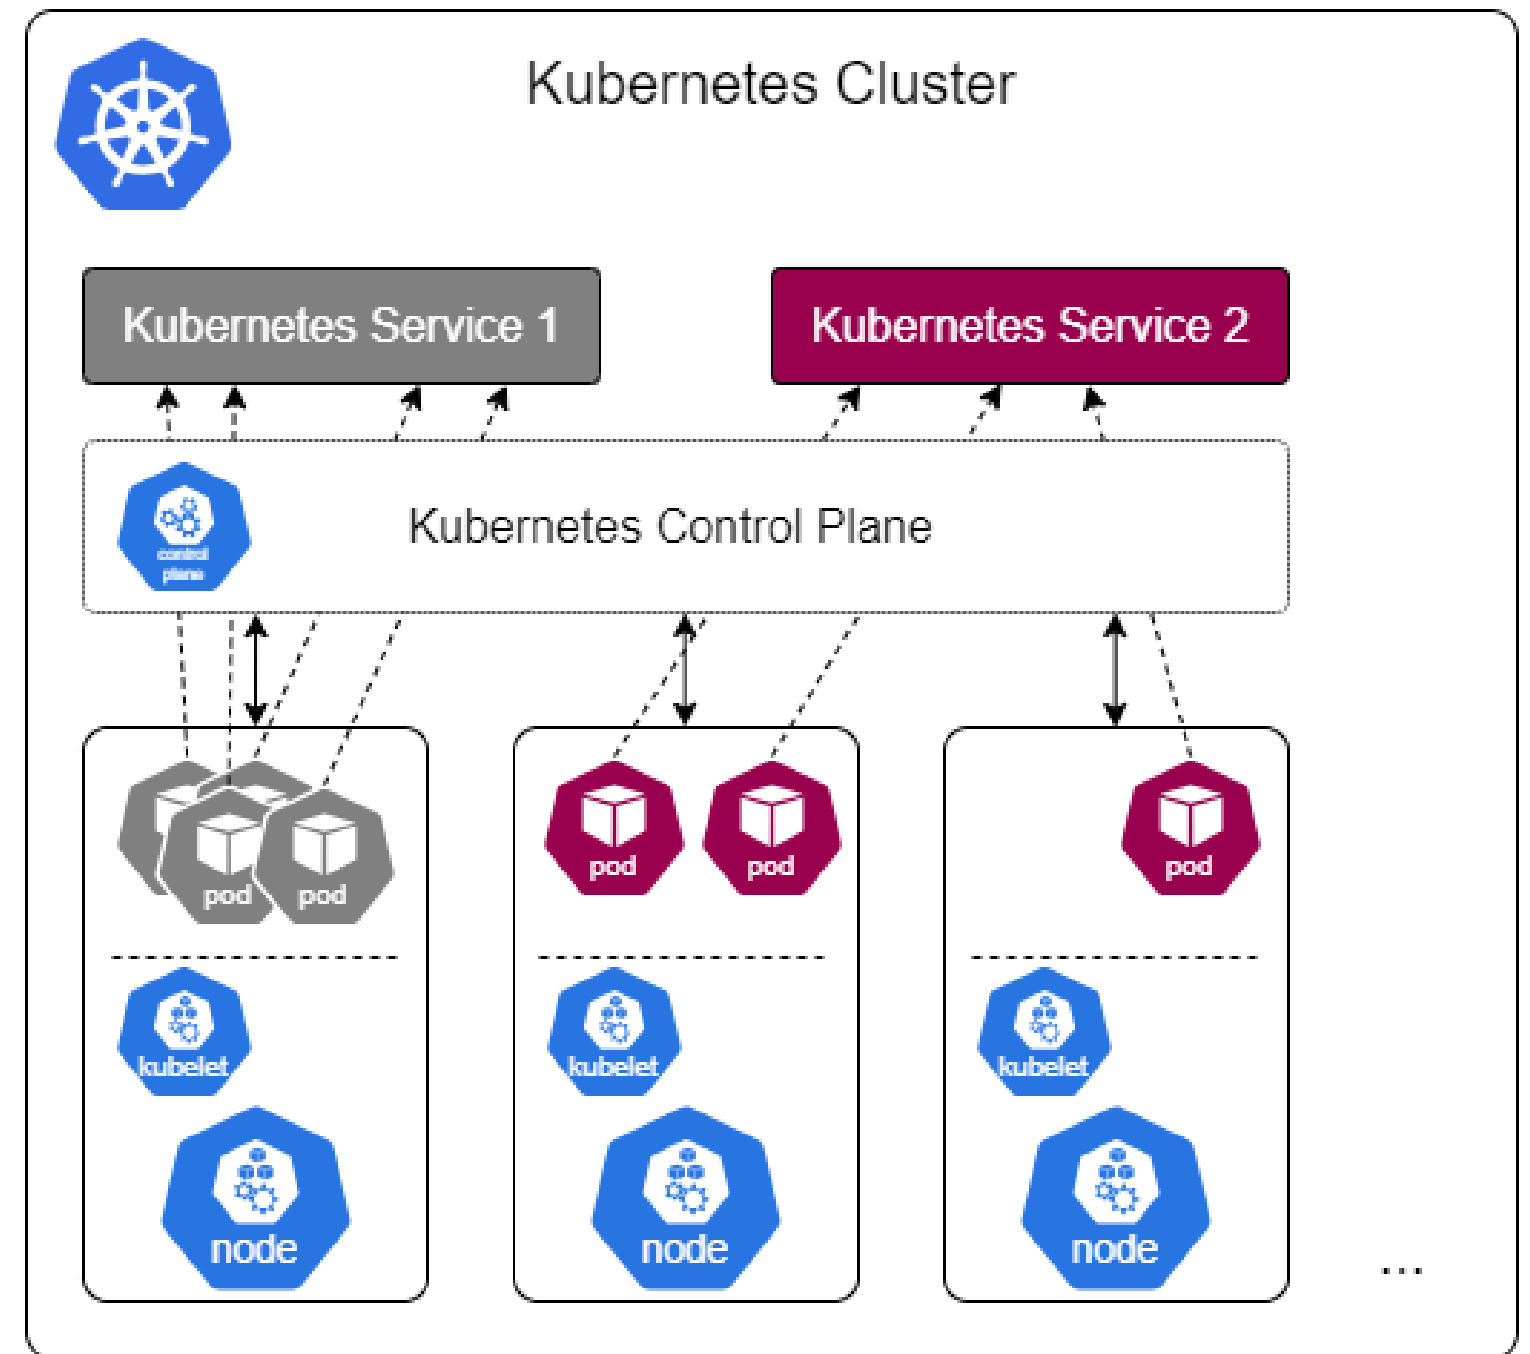 Kubernetes Cluster
Kubernetes Service 1
Kubernetes Service 2
Kubernetes Control Plane
control
plane
pod
pod
pod
pod
pod
kubelet
kubelet
kubelet
node
node
node
...